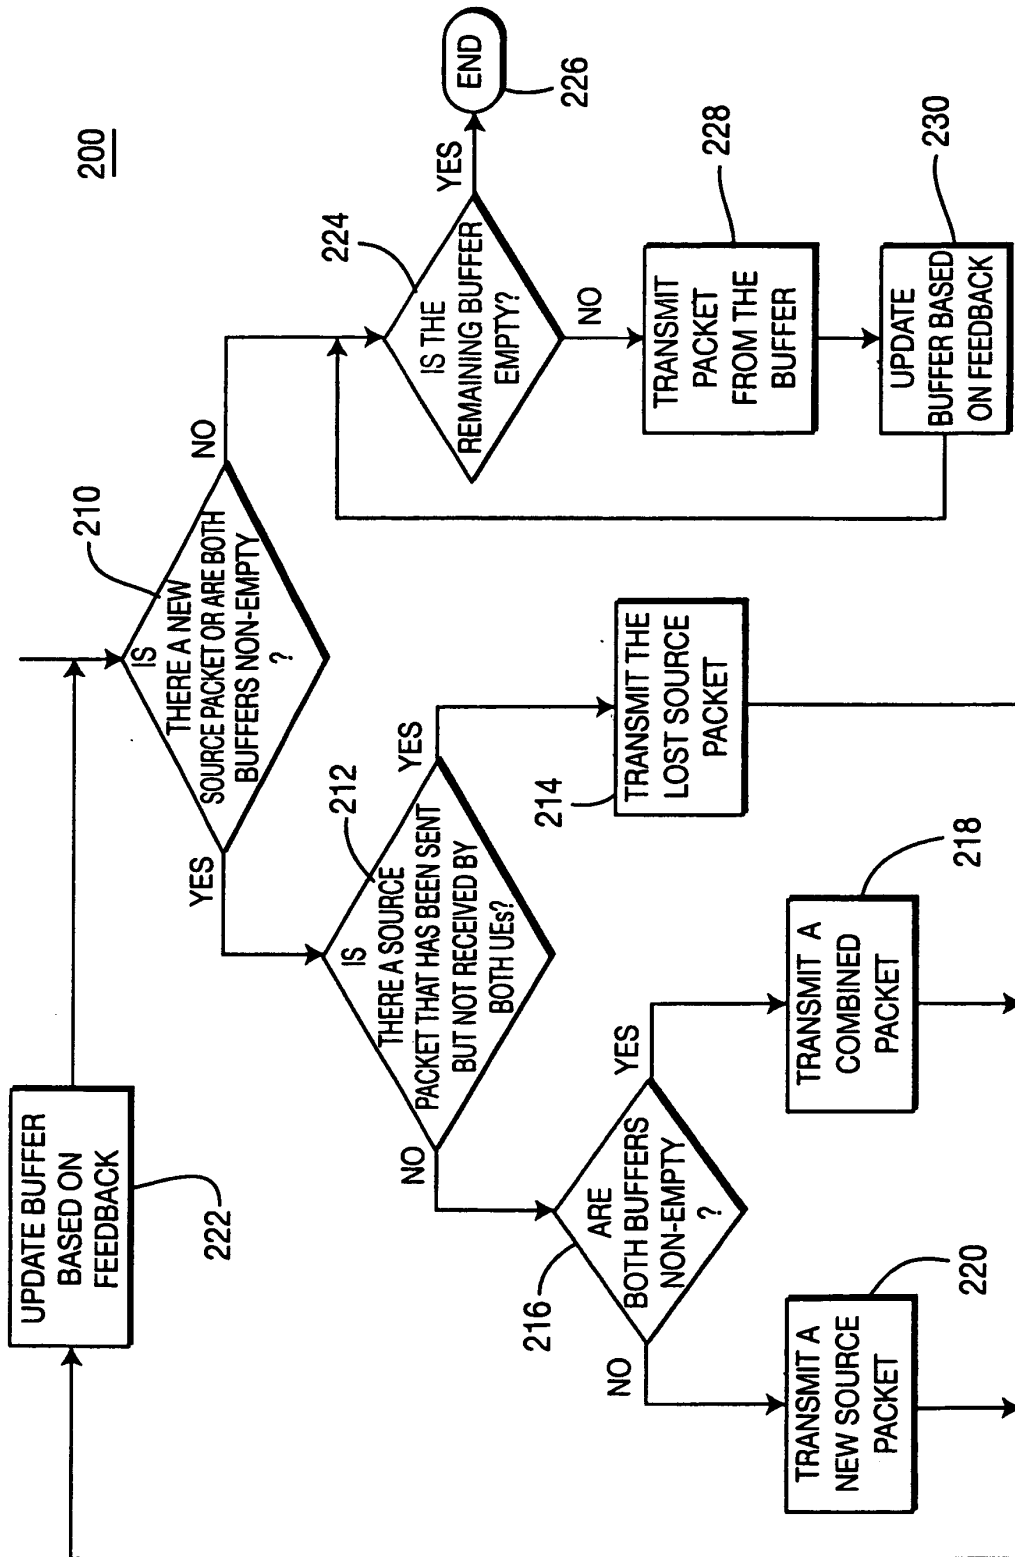 200
UPDATE BUFFER
BASED ON
FEEDBACK
222
210
IS
THERE A NEW
SOURCE PACKET OR ARE BOTH
BUFFERS NON-EMPTY
?
YES
NO
212
IS
THERE A SOURCE
PACKET THAT HAS BEEN SENT
BUT NOT RECEIVED BY
BOTH UEs?
NO
YES
214
TRANSMIT THE
LOST SOURCE
PACKET
216
ARE
BOTH BUFFERS
NON-EMPTY
?
NO
YES
218
TRANSMIT A
COMBINED
PACKET
220
TRANSMIT A
NEW SOURCE
PACKET
224
IS THE
REMAINING BUFFER
EMPTY?
YES
END
226
NO
228
TRANSMIT
PACKET
FROM THE
BUFFER
230
UPDATE
BUFFER BASED
ON FEEDBACK